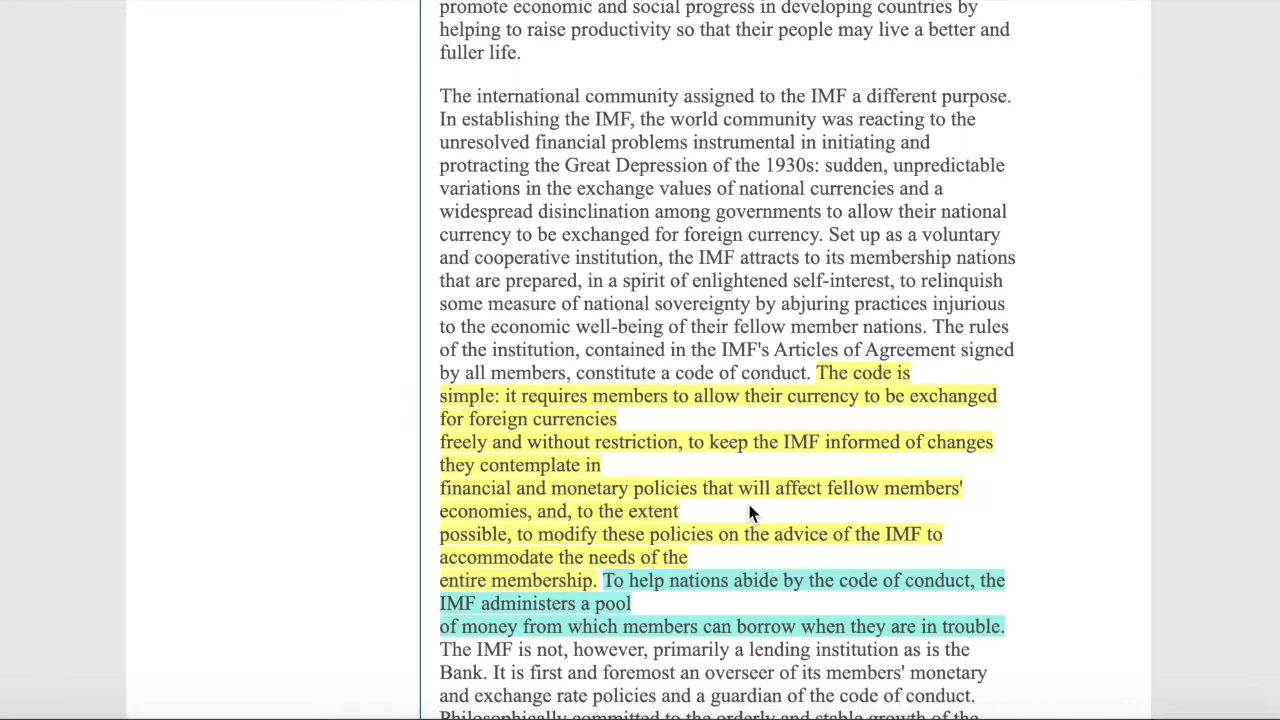 promote economic and social progress in developing countries by
helping to raise productivity so that their people may live a better and
fuller life.
The international community assigned to the IMF a different purpose.
In establishing the IMF, the world community was reacting to the
unresolved financial problems instrumental in initiating and
protracting the Great Depression of the 1930s: sudden, unpredictable
variations in the exchange values of national currencies and a
widespread disinclination among governments to allow their national
currency to be exchanged for foreign currency. Set up as a voluntary
and cooperative institution, the IMF attracts to its membership nations
that are prepared, in a spirit of enlightened self-interest, to relinquish
some measure of national sovereignty by abjuring practices injurious
to the economic well-being of their fellow member nations. The rules
of the institution, contained in the IMF's Articles of Agreement signed
by all members, constitute a code of conduct. The code is
simple: it requires members to allow their currency to be exchanged
for foreign currencies
freely and without restriction, to keep the IMF informed of changes
they contemplate in
financial and monetary policies that will affect fellow members'
economies, and, to the extent
possible, to modify these policies on the advice of the IMF to
accommodate the needs of the
entire membership. To help nations abide by the code of conduct, the
IMF administers a pool
of money from which members can borrow when they are in trouble.
The IMF is not, however, primarily a lending institution as is the
Bank. It is first and foremost an overseer of its members' monetary
and exchange rate policies and a guardian of the code of conduct.
Philosophically committed to the orderly and stable growth of the